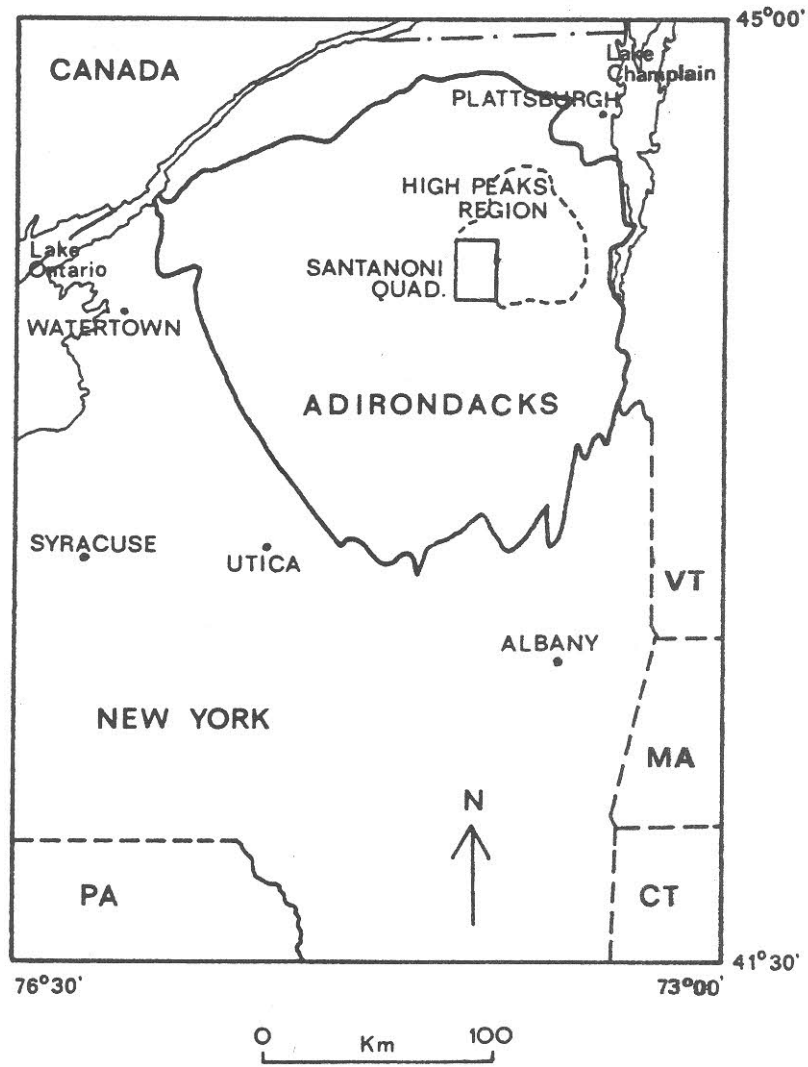 45°00'
CANADA
Lake
Champlain
PLATTSBURGH
HIGH PEAKS
REGION
Lake
Ontario
SANTANONI
QUAD.
WATERTOWN
ADIRONDACKS
SYRACUSE
UTICA
VT
ALBANY
NEW YORK
MA
N
PA
CT
41°30'
76°30'
73°00'
0
Km
100